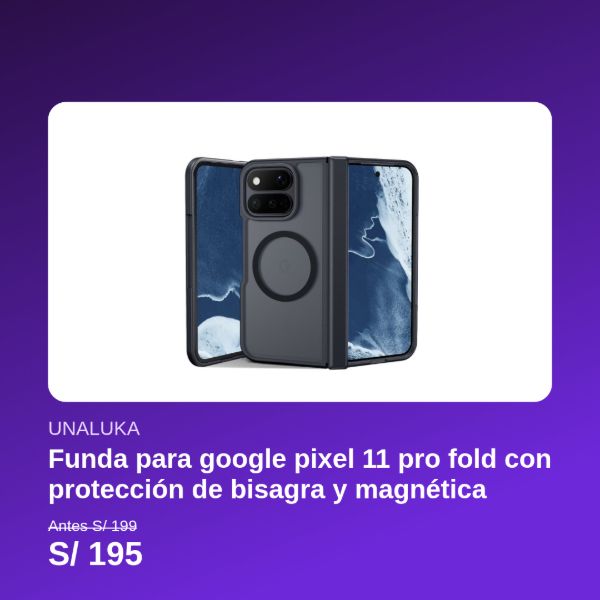 UNALUKA
Funda para google pixel 11 pro fold con
protección de bisagra y magnética
Antes S/ 199
S/ 195